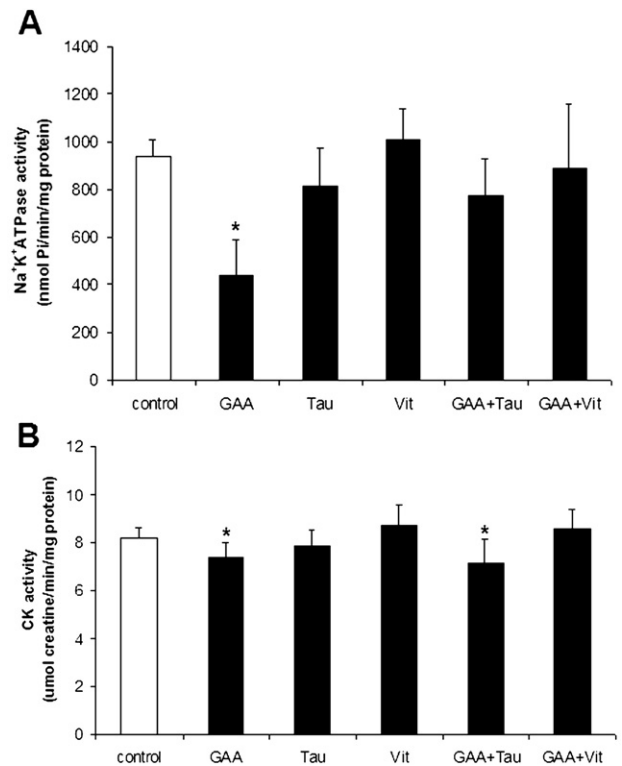 A
1400
1200
1000
800
600
400
200
0
Na⁺K⁺ATPase activity
(nmol Pi/min/mg protein)
*
control GAA Tau Vit GAA+Tau GAA+Vit
B
12
10
8
6
4
2
0
CK activity
(umol creatine/min/mg protein)
* *
control GAA Tau Vit GAA+Tau GAA+Vit